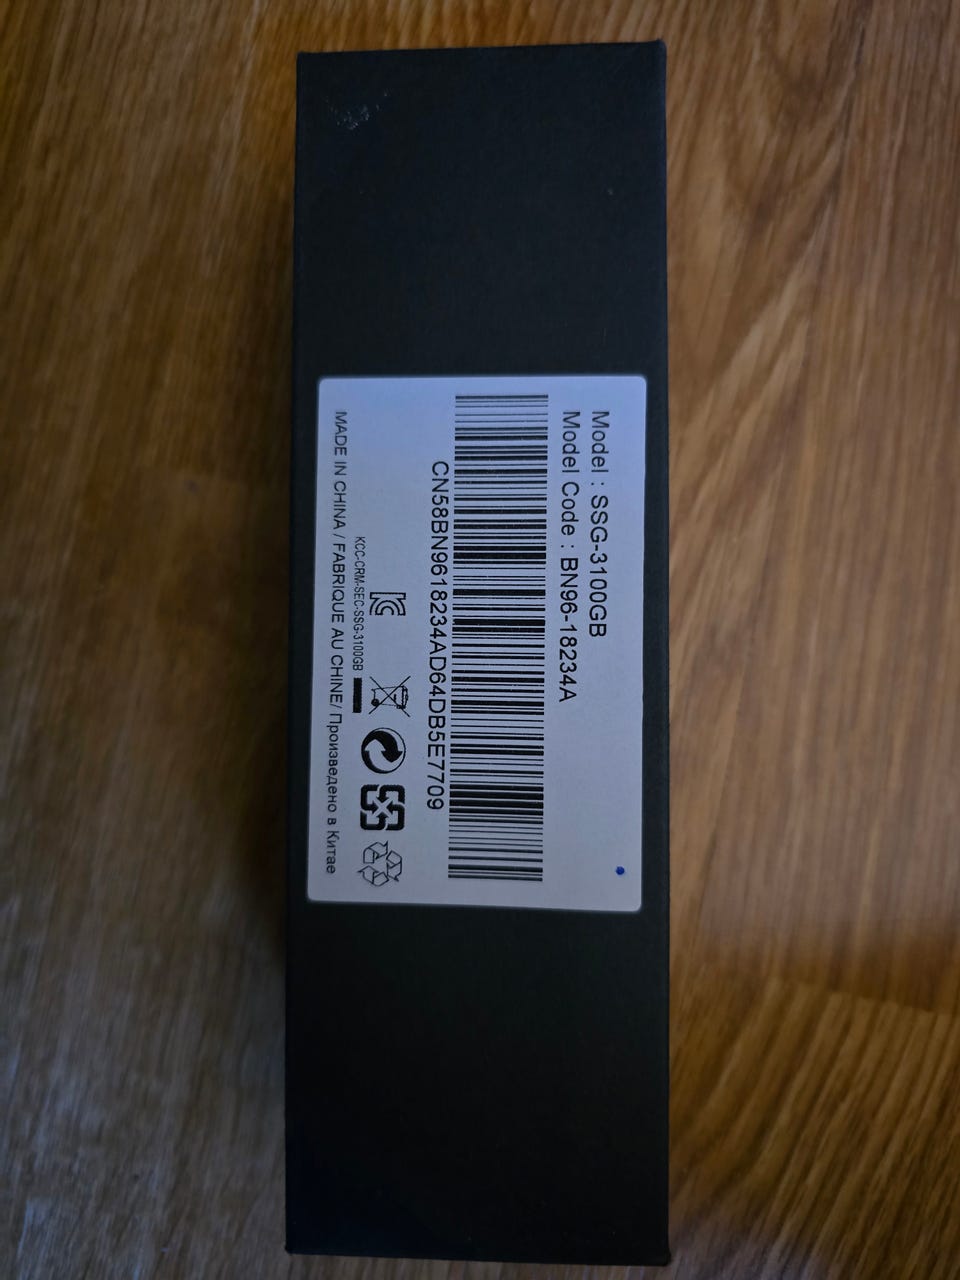 Model : SSG-3100GB
Model Code : BN96-18234A
CN58BN9618234AD64DB5E7709
KCC-CRM-SEC-SSG-3100GB
MADE IN CHINA / FABRIQUE AU CHINE/ Произведено в Китае